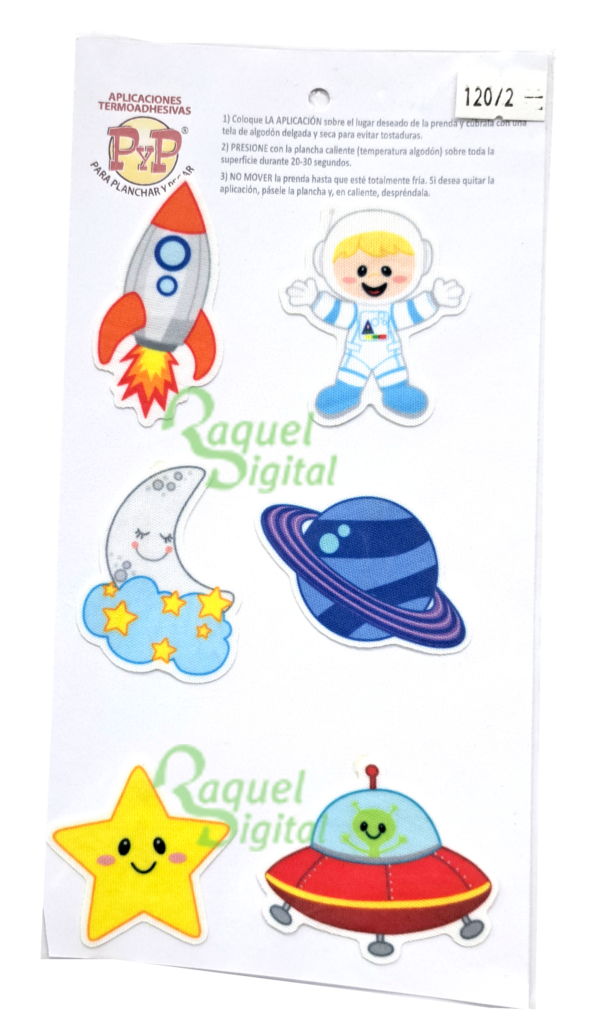 APLICACIONES
TERMOADHESIVAS
PyP®
PARA PLANCHAR Y
120/2
1) Coloque LA APLICACIÓN sobre el lugar deseado de la prenda y cúbrala con una
tela de algodón delgada y seca para evitar tostaduras.
2) PRESIONE con la plancha caliente (temperatura algodón) sobre toda la
superficie durante 20-30 segundos.
3) NO MOVER la prenda hasta que esté totalmente fría. Si desea quitar la
aplicación, pásele la plancha y, en caliente, despréndala.
Raquel
Digital
Raquel
Digital